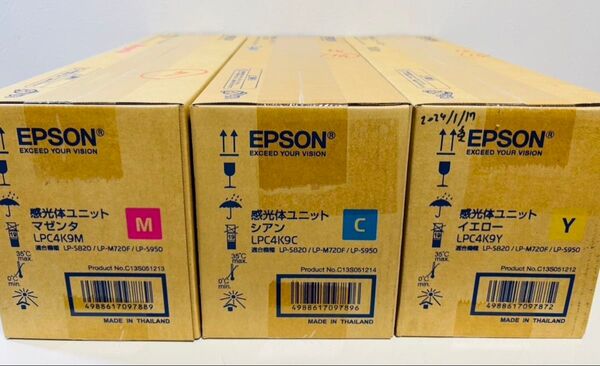 EPSON®
EXCEED YOUR VISION
感光体ユニット
マゼンタ
LPC4K9M
M
適合機種 LP-S820 / LP-M720F / LP-S950
35℃
max.
0℃
min.
Product No.C13S051213
4988617097889
MADE IN THAILAND
EPSON®
EXCEED YOUR VISION
感光体ユニット
シアン
LPC4K9C
C
適合機種 LP-S820 / LP-M720F / LP-S950
35℃
max.
0℃
min.
Product No.C13S051214
4988617097896
MADE IN THAILAND
2024/1/17
EPSON®
EXCEED YOUR VISION
感光体ユニット
イエロー
LPC4K9Y
Y
適合機種 LP-S820 / LP-M720F / LP-S950
35℃
max.
0℃
min.
Product No.C13S051212
4988617097872
MADE IN THAILAND